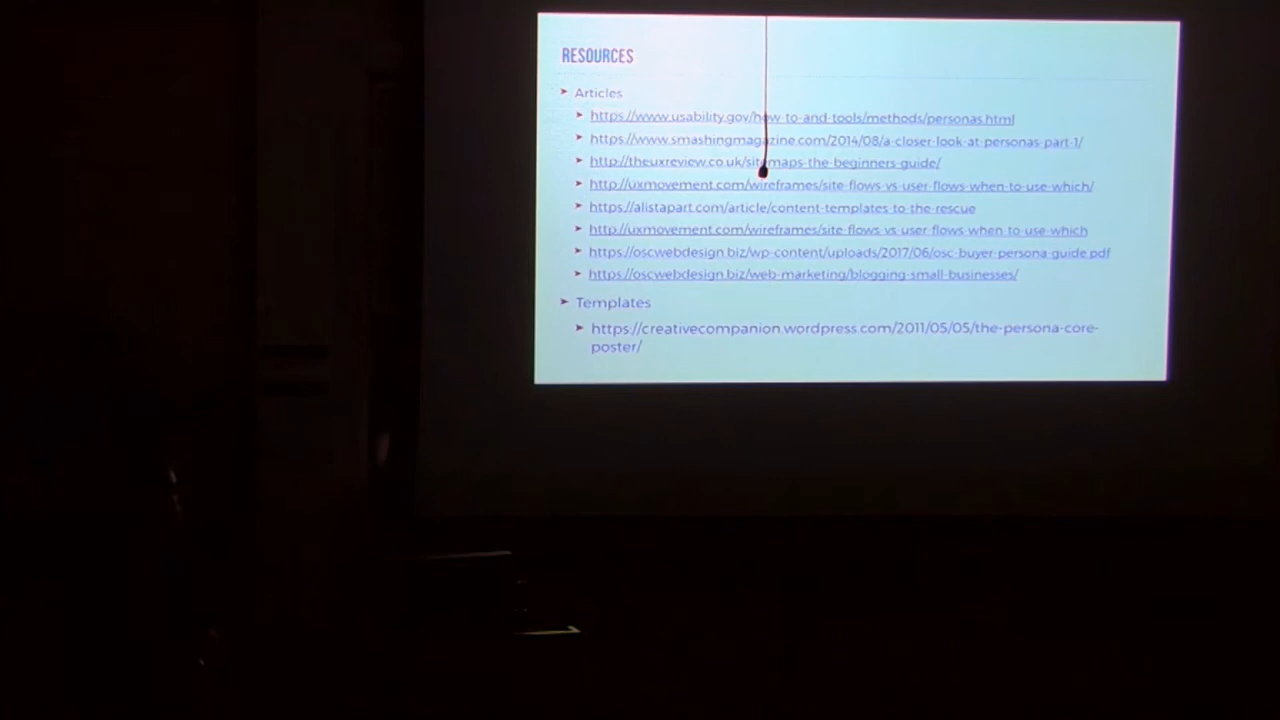 RESOURCES
Articles
https://www.usability.gov/how-to-and-tools/methods/personas.html
https://www.smashingmagazine.com/2014/08/a-closer-look-at-personas-part-1/
http://theuxreview.co.uk/sitemaps-the-beginners-guide/
http://uxmovement.com/wireframes/site-flows-vs-user-flows-when-to-use-which/
https://alistapart.com/article/content-templates-to-the-rescue
http://uxmovement.com/wireframes/site-flows-vs-user-flows-when-to-use-which
https://oscwebdesign.biz/wp-content/uploads/2017/06/osc-buyer-persona-guide.pdf
https://oscwebdesign.biz/web-marketing/blogging-small-businesses/
Templates
https://creativecompanion.wordpress.com/2011/05/05/the-persona-core-
poster/